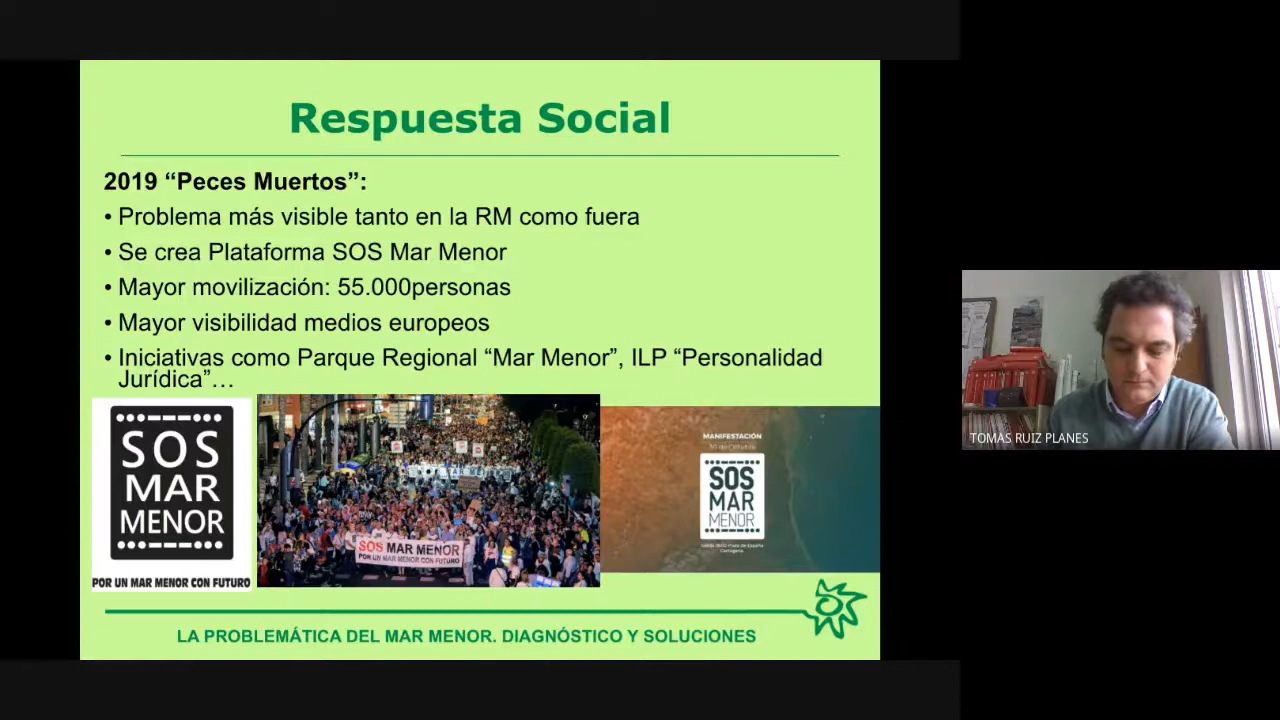 Respuesta Social
2019 “Peces Muertos”:
• Problema más visible tanto en la RM como fuera
• Se crea Plataforma SOS Mar Menor
• Mayor movilización: 55.000personas
• Mayor visibilidad medios europeos
• Iniciativas como Parque Regional “Mar Menor”, ILP “Personalidad
Jurídica”…
SOS
MAR
MENOR
POR UN MAR MENOR CON FUTURO
SOS MAR MENOR
POR UN MAR MENOR CON FUTURO
MANIFESTACIÓN
SOS
MAR
MENOR
Cartagena
LA PROBLEMÁTICA DEL MAR MENOR. DIAGNÓSTICO Y SOLUCIONES
TOMAS RUIZ PLANES